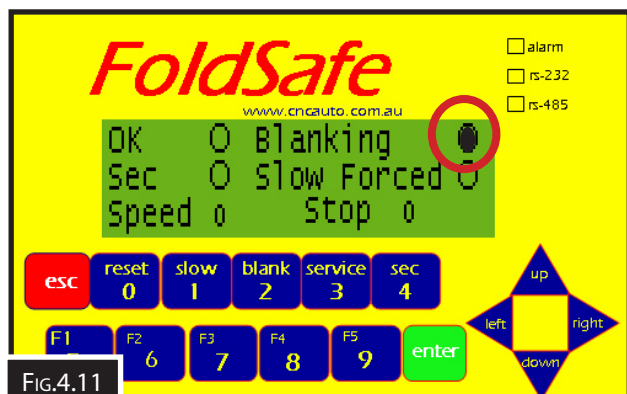 FoldSafe
www.cncauto.com.au
alarm
rs-232
rs-485
OK O Blanking
Sec O Slow Forced O
Speed 0 Stop 0
esc
reset 0
slow 1
blank 2
service 3
sec 4
F1
F2 6
F3 7
F4 8
F5 9
enter
up
left
right
down
FIG.4.11